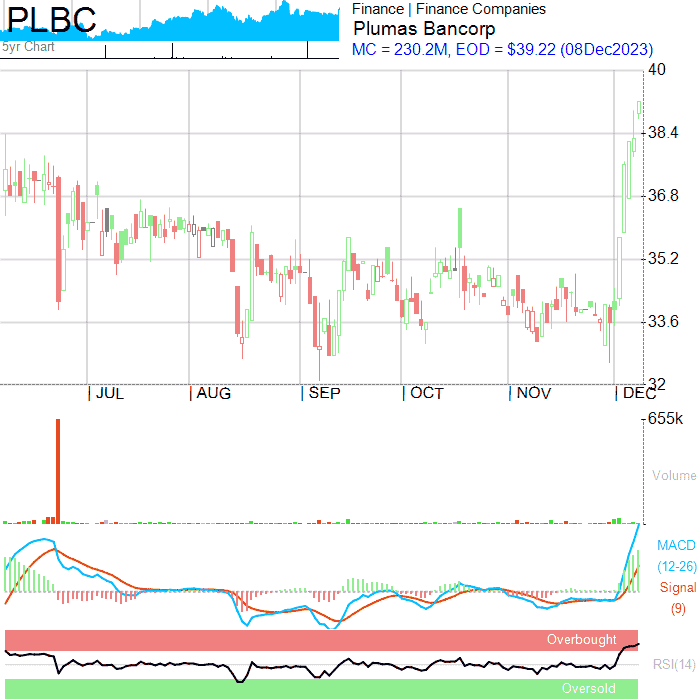 PLBC
5yr Chart
Finance | Finance Companies
Plumas Bancorp
MC = 230.2M, EOD = $39.22 (08Dec2023)
40
38.4
36.8
35.2
33.6
32
JUL AUG SEP OCT NOV DEC
655k
Volume
MACD
(12-26)
Signal
(9)
Overbought
RSI(14)
Oversold